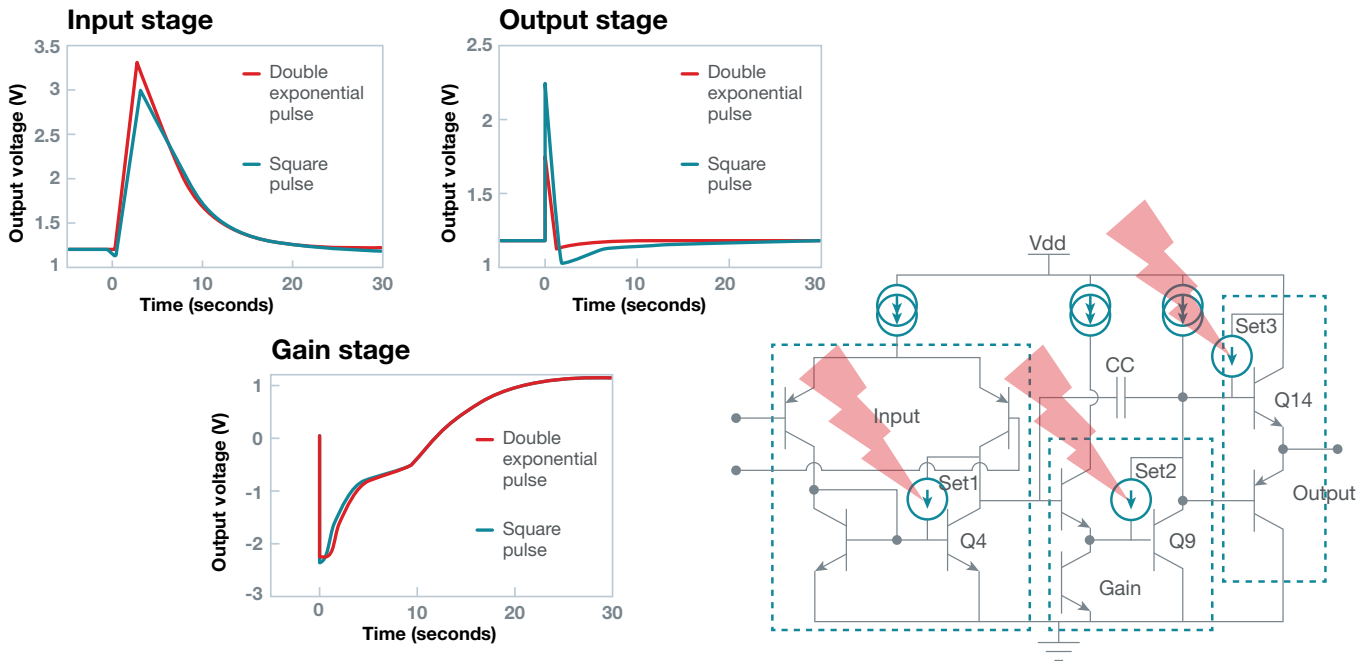 Input stage
3.5
3
2.5
2
1.5
1
Output voltage (V)
0
10
20
30
Time (seconds)
Double
exponential
pulse
Square
pulse
Output stage
2.5
2
1.5
1
Output voltage (V)
0
10
20
30
Time (seconds)
Double
exponential
pulse
Square
pulse
Gain stage
1
0
-1
-2
-3
Output voltage (V)
0
10
20
30
Time (seconds)
Double
exponential
pulse
Square
pulse
Vdd
Set3
CC
Q14
Input
Set1
Set2
Output
Q4
Q9
Gain